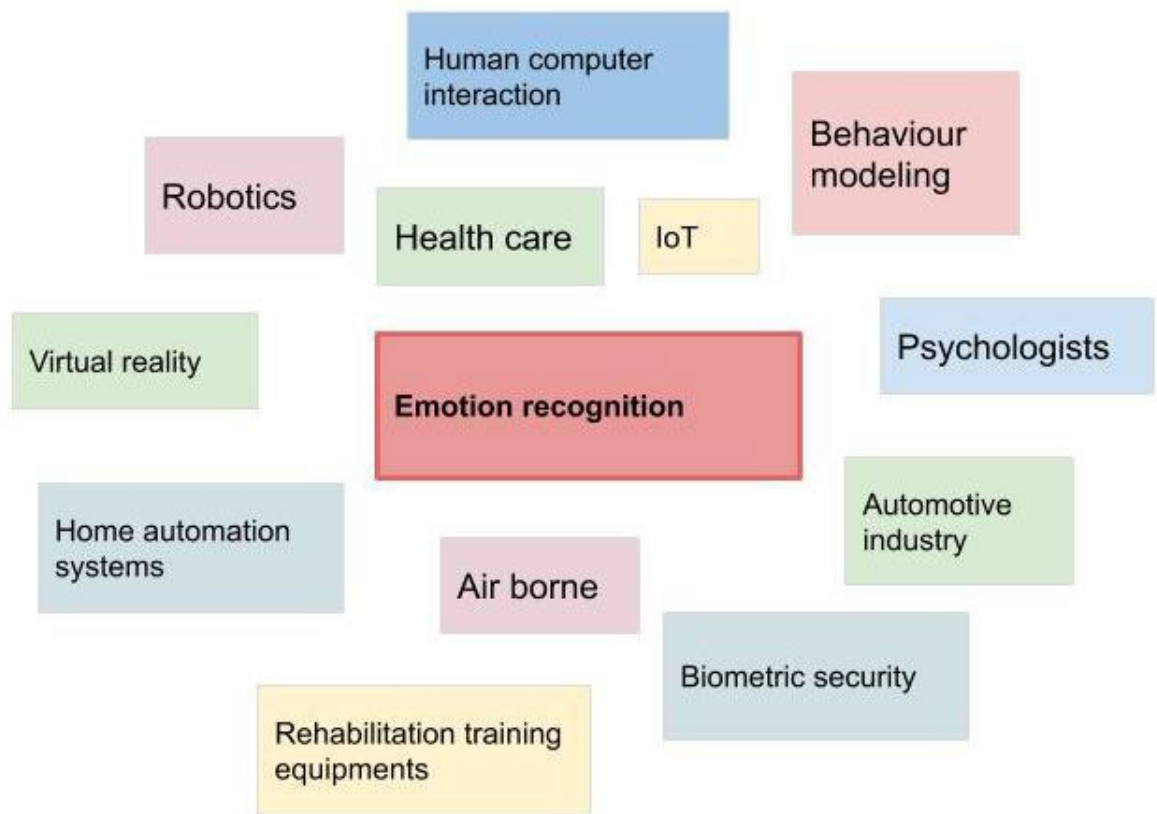 Human computer
interaction
Behaviour
modeling
Robotics
Health care
IoT
Virtual reality
Psychologists
Emotion recognition
Home automation
systems
Automotive
industry
Air borne
Biometric security
Rehabilitation training
equipments